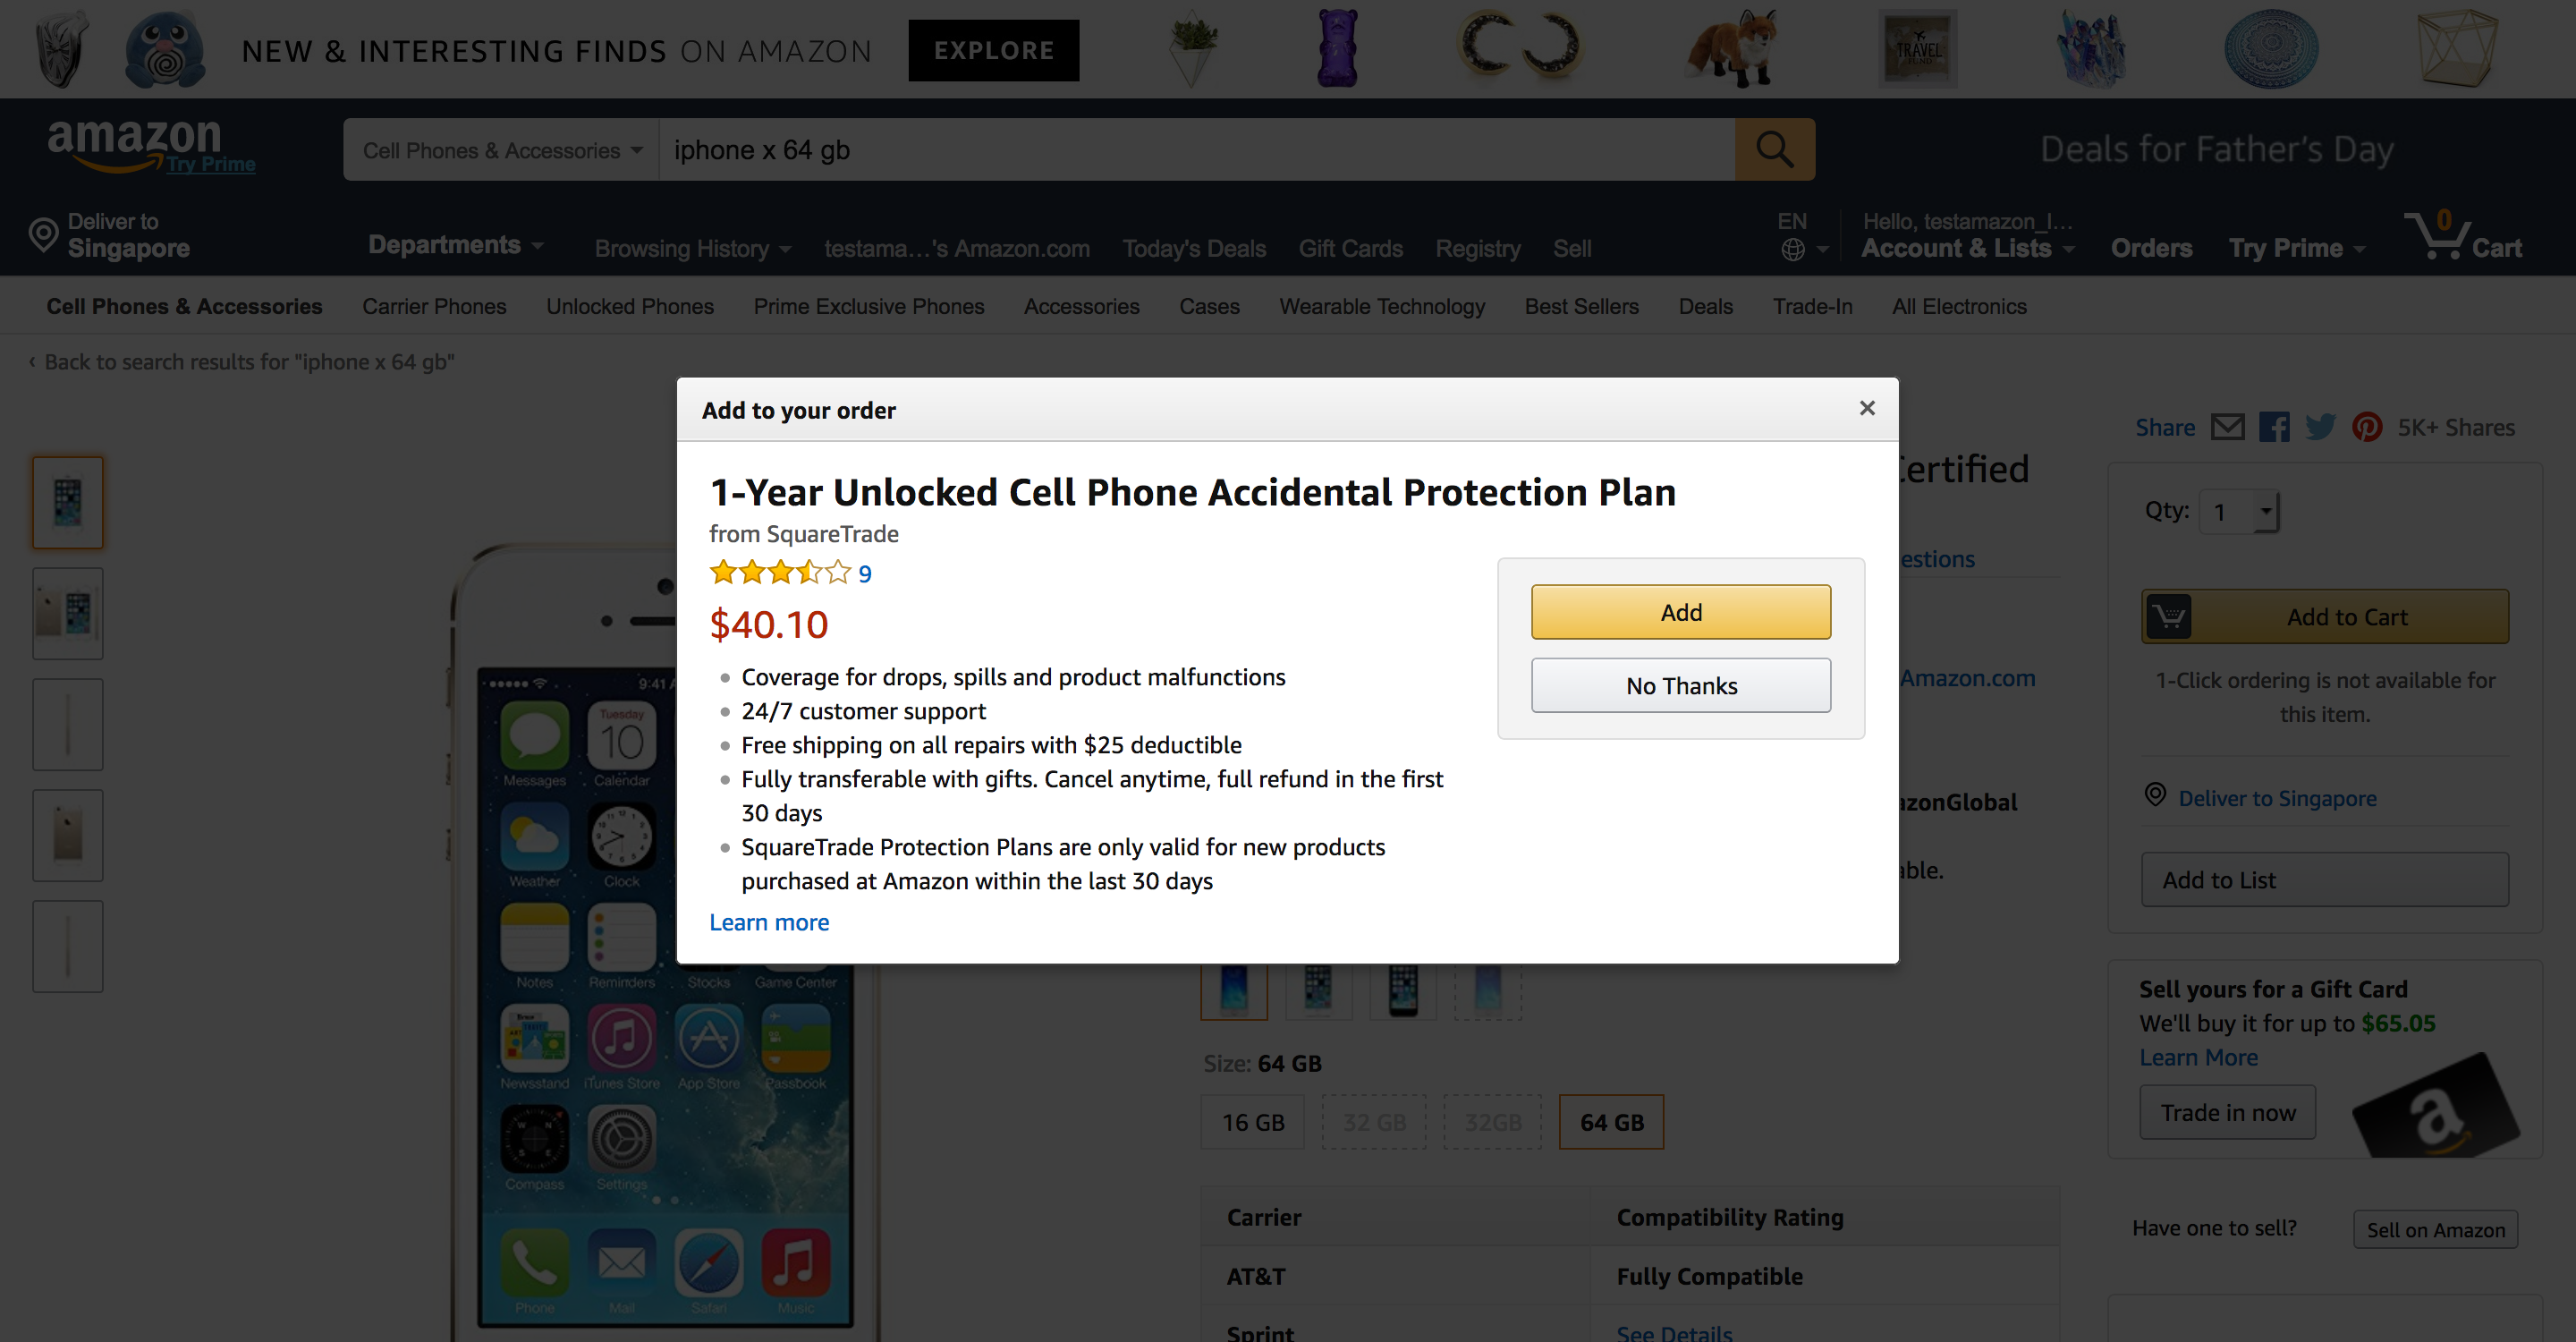 NEW & INTERESTING FINDS ON AMAZON
EXPLORE
TRAVEL
FUND
amazon
Try Prime
Cell Phones & Accessories
iphone x 64 gb
Deals for Father's Day
Deliver to
Singapore
Departments
Browsing History
testama...'s Amazon.com
Today's Deals
Gift Cards
Registry
Sell
EN
Hello, testamazon_l...
Account & Lists
Orders
Try Prime
0
Cart
Cell Phones & Accessories
Carrier Phones
Unlocked Phones
Prime Exclusive Phones
Accessories
Cases
Wearable Technology
Best Sellers
Deals
Trade-In
All Electronics
‹ Back to search results for "iphone x 64 gb"
Add to your order
×
1-Year Unlocked Cell Phone Accidental Protection Plan
from SquareTrade
9
$40.10
Coverage for drops, spills and product malfunctions
24/7 customer support
Free shipping on all repairs with $25 deductible
Fully transferable with gifts. Cancel anytime, full refund in the first
30 days
SquareTrade Protection Plans are only valid for new products
purchased at Amazon within the last 30 days
Learn more
Add
No Thanks
ertified
estions
Amazon.com
azonGlobal
able.
Share
5K+ Shares
Qty: 1
Add to Cart
1-Click ordering is not available for
this item.
Deliver to Singapore
Add to List
Sell yours for a Gift Card
We'll buy it for up to $65.05
Learn More
Trade in now
a
Have one to sell?
Sell on Amazon
9:41 A
Tuesday
10
Messages
Calendar
Weather
Clock
Notes
Reminders
Stocks
Game Center
Newsstand
iTunes Store
App Store
Passbook
Compass
Settings
Phone
Mail
Safari
Music
Size: 64 GB
16 GB
32 GB
32GB
64 GB
Carrier
Compatibility Rating
AT&T
Fully Compatible
Sprint
See Details